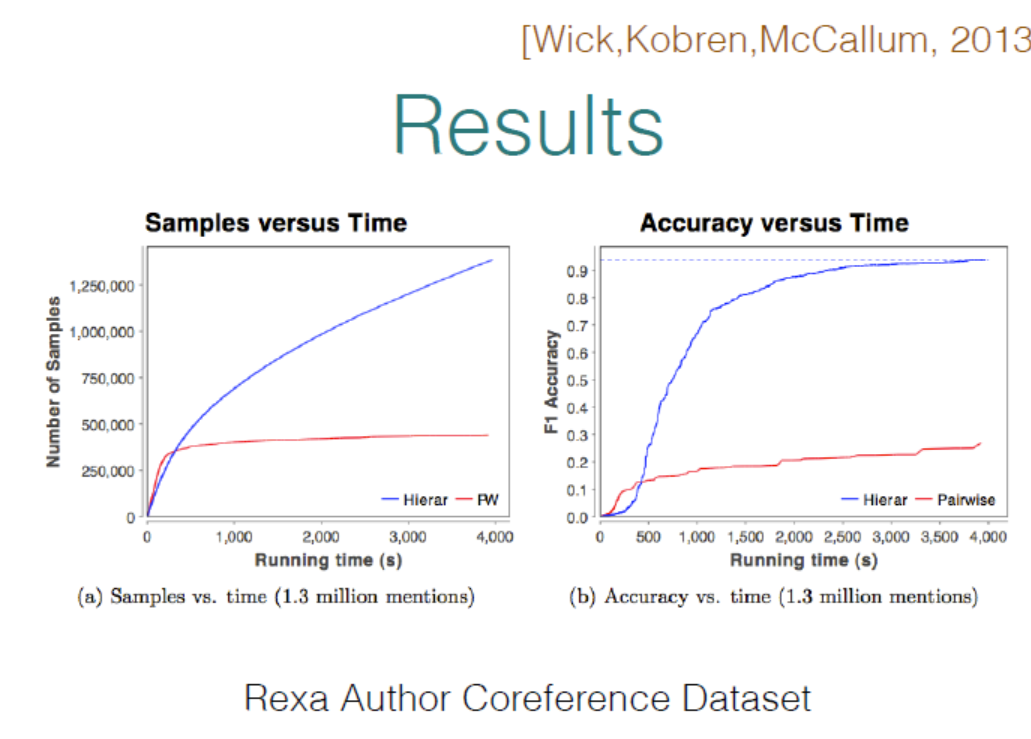 [Wick,Kobren,McCallum, 2013
Results
Samples versus Time
Number of Samples
1,250,000
1,000,000
750,000
500,000
250,000
0
0 1,000 2,000 3,000 4,000
Hierar PW
Running time (s)
(a) Samples vs. time (1.3 million mentions)
Accuracy versus Time
F1 Accuracy
0.9
0.8
0.7
0.6
0.5
0.4
0.3
0.2
0.1
0.0
0 500 1,000 1,500 2,000 2,500 3,000 3,500 4,000
Hierar Pairwise
Running time (s)
(b) Accuracy vs. time (1.3 million mentions)
Rexa Author Coreference Dataset